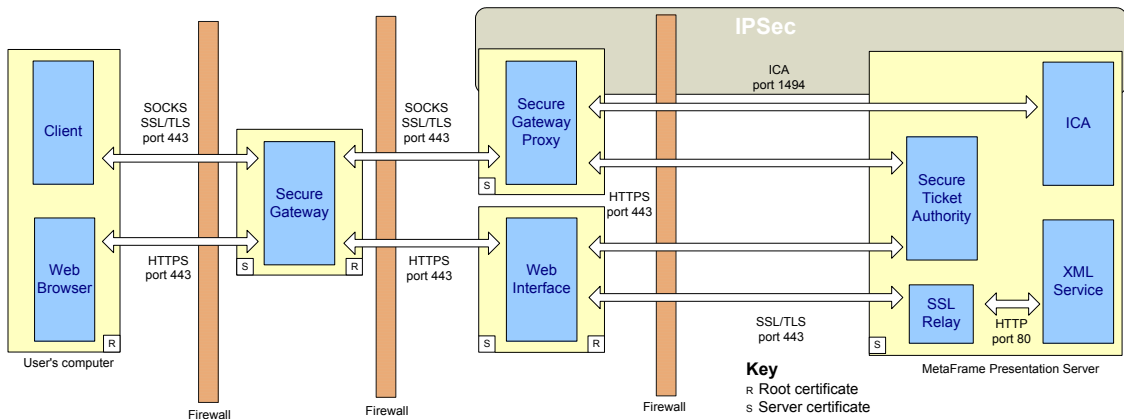 IPSec
SOCKS
SSL/TLS
port 443
SOCKS
SSL/TLS
port 443
ICA
port 1494
Client
Secure
Gateway
Proxy
ICA
Secure
Gateway
S
HTTPS
port 443
Secure
Ticket
Authority
Web
Browser
HTTPS
port 443
S
R
HTTPS
port 443
Web
Interface
XML
Service
SSL
Relay
HTTP
port 80
R
S
R
SSL/TLS
port 443
S
User's computer
MetaFrame Presentation Server
Key
R Root certificate
S Server certificate
Firewall
Firewall
Firewall